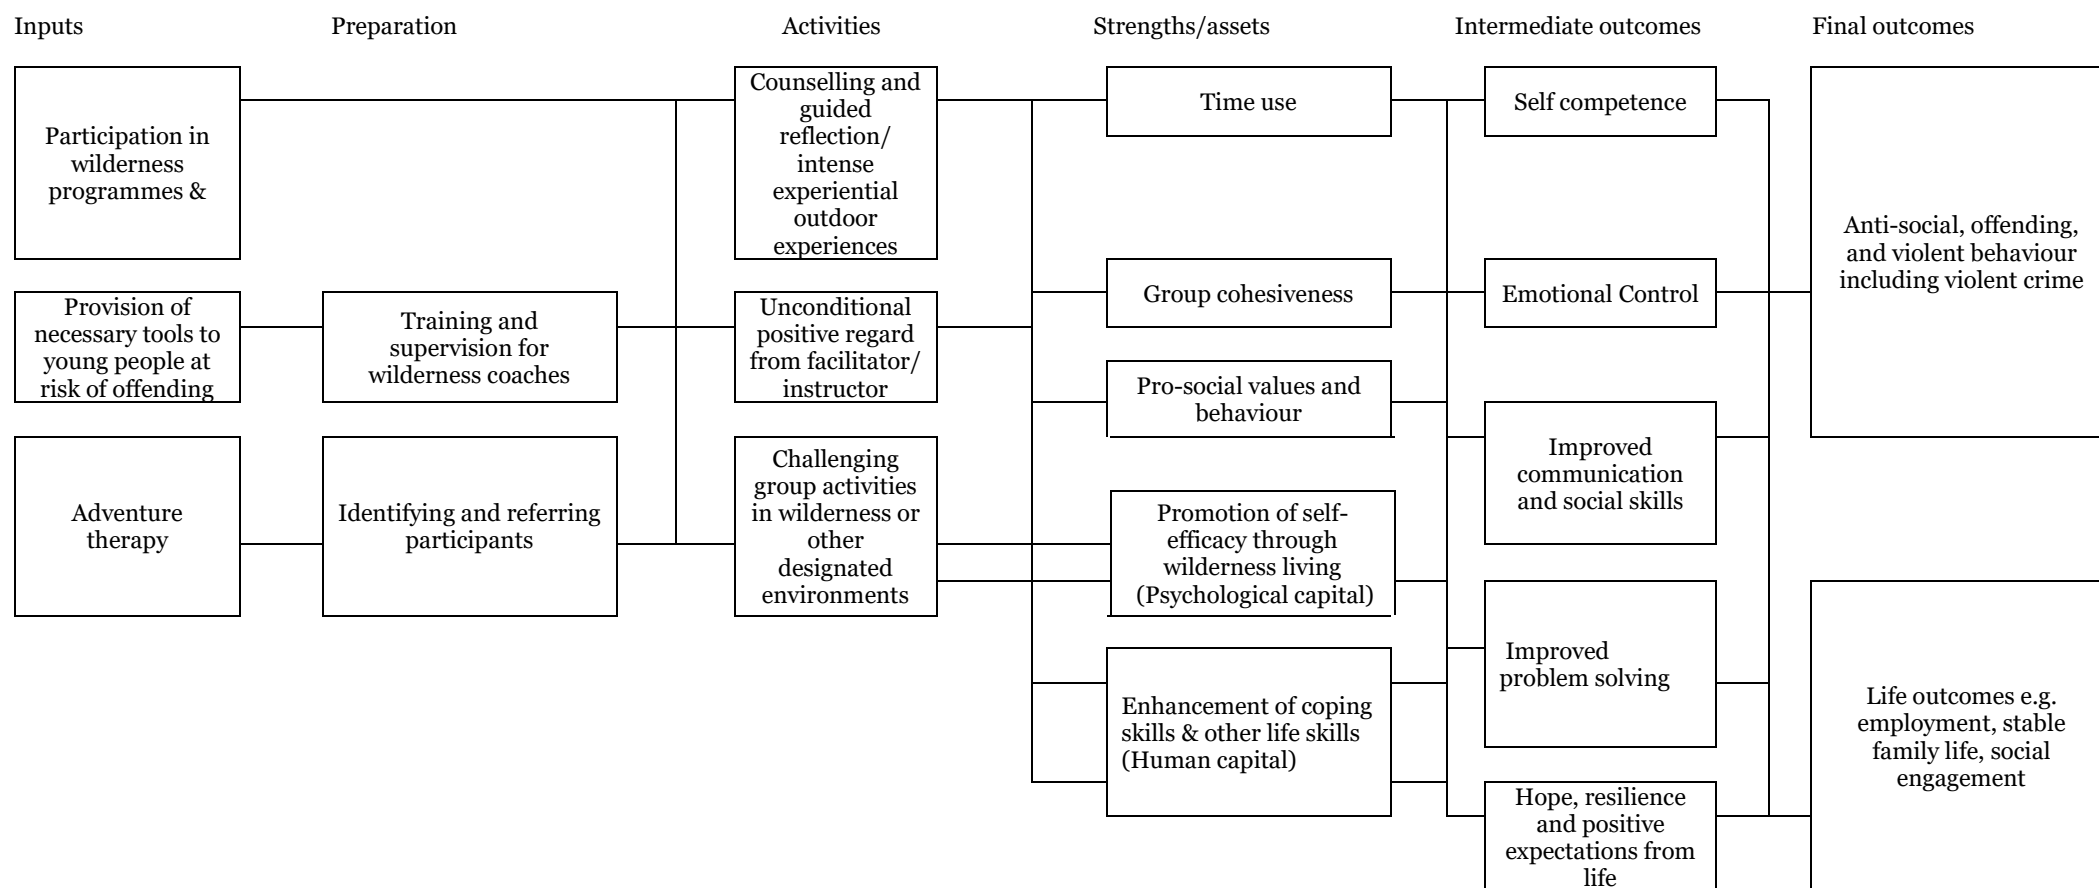 Inputs
Preparation
Activities
Strengths/assets
Intermediate outcomes
Final outcomes
Participation in
wilderness
programmes &
Provision of
necessary tools to
young people at
risk of offending
Adventure
therapy
Training and
supervision for
wilderness coaches
Identifying and referring
participants
Counselling and
guided
reflection/
intense
experiential
outdoor
experiences
Unconditional
positive regard
from facilitator/
instructor
Challenging
group activities
in wilderness or
other
designated
environments
Time use
Group cohesiveness
Pro-social values and
behaviour
Promotion of self-
efficacy through
wilderness living
(Psychological capital)
Enhancement of coping
skills & other life skills
(Human capital)
Self competence
Emotional Control
Improved
communication
and social skills
Improved
problem solving
Hope, resilience
and positive
expectations from
life
Anti-social, offending,
and violent behaviour
including violent crime
Life outcomes e.g.
employment, stable
family life, social
engagement